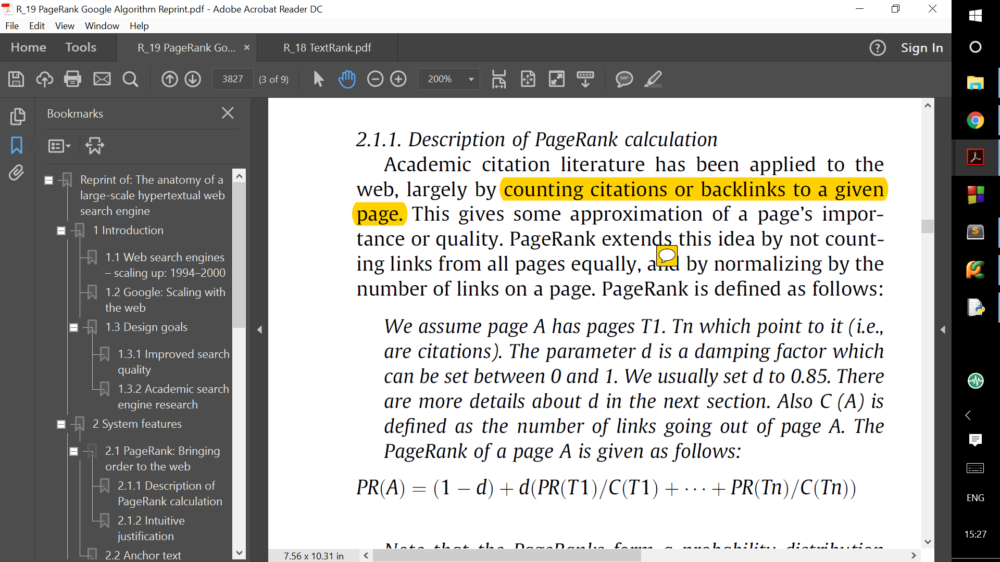 R_19 PageRank Google Algorithm Reprint.pdf - Adobe Acrobat Reader DC
File Edit View Window Help
Home Tools R_19 PageRank Go... × R_18 TextRank.pdf ? Sign In
3827 (3 of 9) 200%
Bookmarks
Reprint of: The anatomy of a
large-scale hypertextual web
search engine
1 Introduction
1.1 Web search engines
– scaling up: 1994–2000
1.2 Google: Scaling with
the web
1.3 Design goals
1.3.1 Improved search
quality
1.3.2 Academic search
engine research
2 System features
2.1 PageRank: Bringing
order to the web
2.1.1 Description of
PageRank calculation
2.1.2 Intuitive
justification
2.2 Anchor text
2.1.1. Description of PageRank calculation
Academic citation literature has been applied to the
web, largely by counting citations or backlinks to a given
page. This gives some approximation of a page's impor-
tance or quality. PageRank extends this idea by not count-
ing links from all pages equally, and by normalizing by the
number of links on a page. PageRank is defined as follows:
We assume page A has pages T1. Tn which point to it (i.e.,
are citations). The parameter d is a damping factor which
can be set between 0 and 1. We usually set d to 0.85. There
are more details about d in the next section. Also C (A) is
defined as the number of links going out of page A. The
PageRank of a page A is given as follows:
PR(A) = (1 − d) + d(PR(T1)/C(T1) + ··· + PR(Tn)/C(Tn))
Note that the PageRanks form a probability distribution
7.56 x 10.31 in
S
ENG
15:27